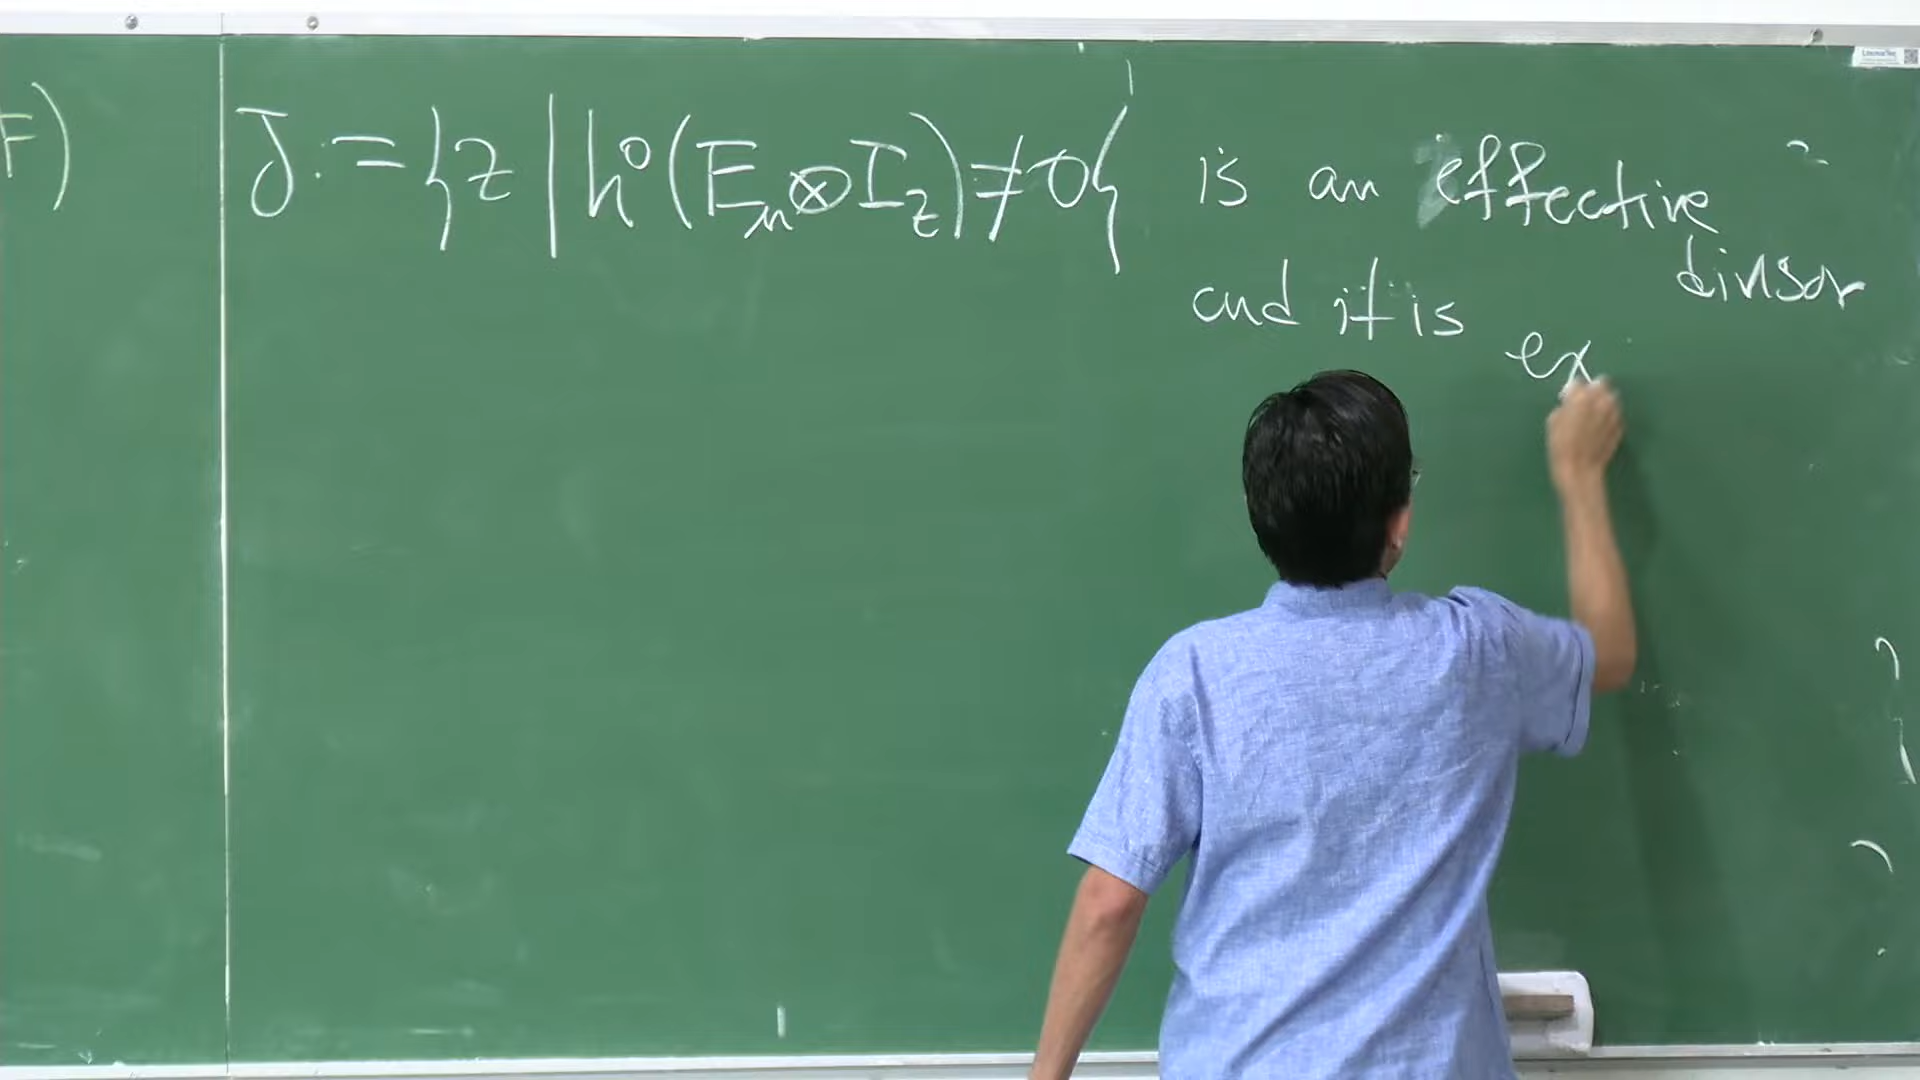 F)
J := {z | h⁰(E_n ⊗ I_z) ≠ 0} is an effective
divisor
and it is
ex